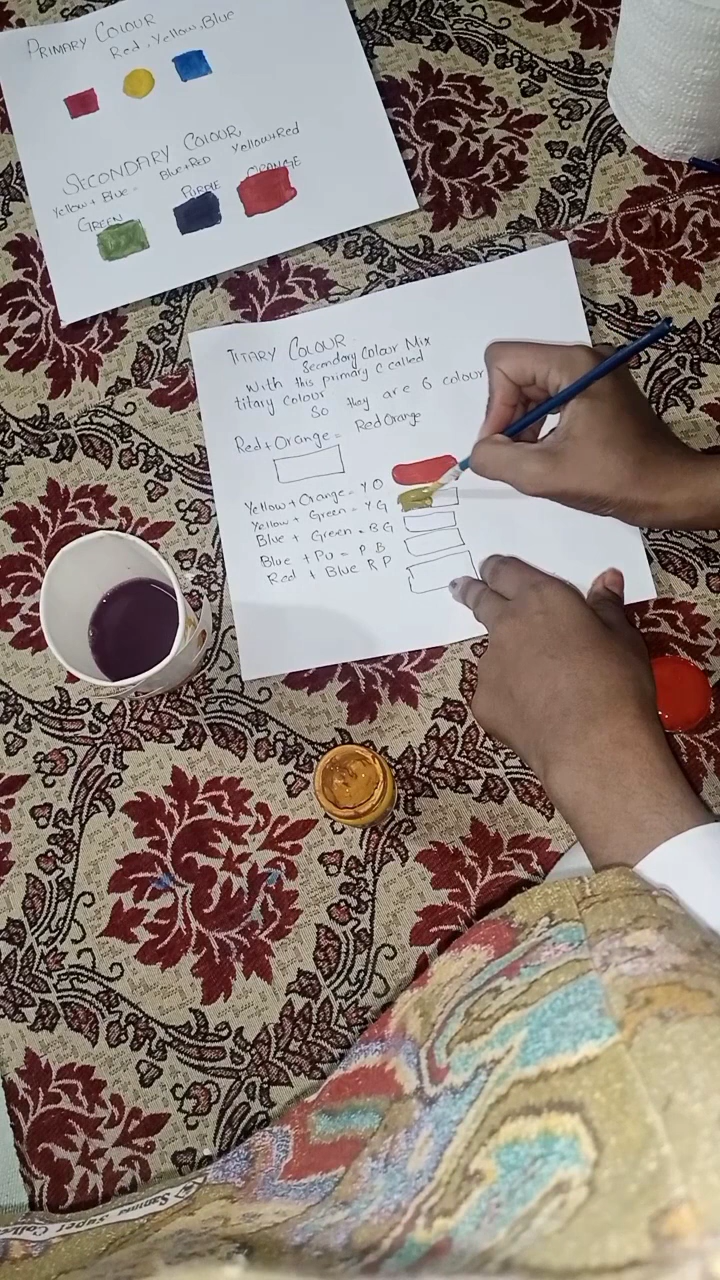 PRIMARY COLOUR
Red, Yellow, Blue
SECONDARY COLOUR
Yellow + Blue = Blue + RED Yellow + Red
GREEN PURPLE ORANGE
TITARY COLOUR
Secondary Colour Mix
with this primary C called
titary colour
So they are 6 colour
Red + Orange = Red Orange
Yellow + Orange = Y O
Yellow + Green = Y G
Blue + Green = B G
Blue + Pu = P B
Red + Blue R P
Super Colle